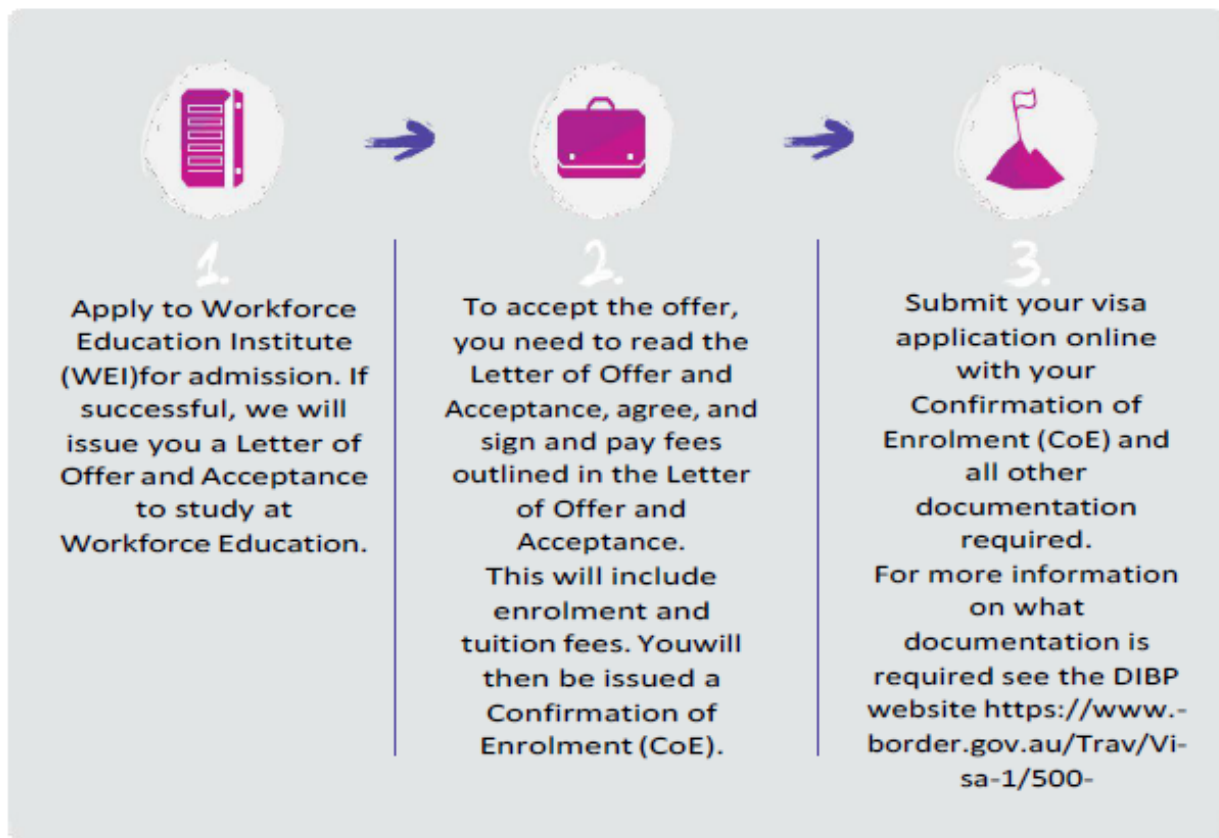 1.
Apply to Workforce
Education Institute
(WEI)for admission. If
successful, we will
issue you a Letter of
Offer and Acceptance
to study at
Workforce Education.
2.
To accept the offer,
you need to read the
Letter of Offer and
Acceptance, agree, and
sign and pay fees
outlined in the Letter
of Offer and
Acceptance.
This will include
enrolment and
tuition fees. Youwill
then be issued a
Confirmation of
Enrolment (CoE).
3.
Submit your visa
application online
with your
Confirmation of
Enrolment (CoE) and
all other
documentation
required.
For more information
on what
documentation is
required see the DIBP
website https://www.-
border.gov.au/Trav/Vi-
sa-1/500-